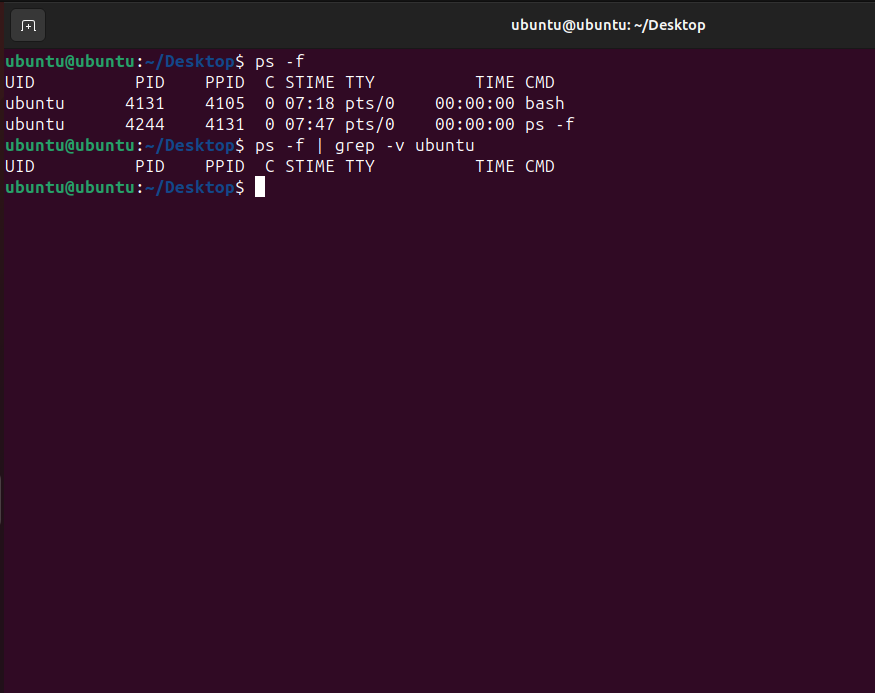 ubuntu@ubuntu: ~/Desktop
ubuntu@ubuntu:~/Desktop$ ps -f
UID          PID    PPID  C STIME TTY          TIME CMD
ubuntu      4131    4105  0 07:18 pts/0    00:00:00 bash
ubuntu      4244    4131  0 07:47 pts/0    00:00:00 ps -f
ubuntu@ubuntu:~/Desktop$ ps -f | grep -v ubuntu
UID          PID    PPID  C STIME TTY          TIME CMD
ubuntu@ubuntu:~/Desktop$